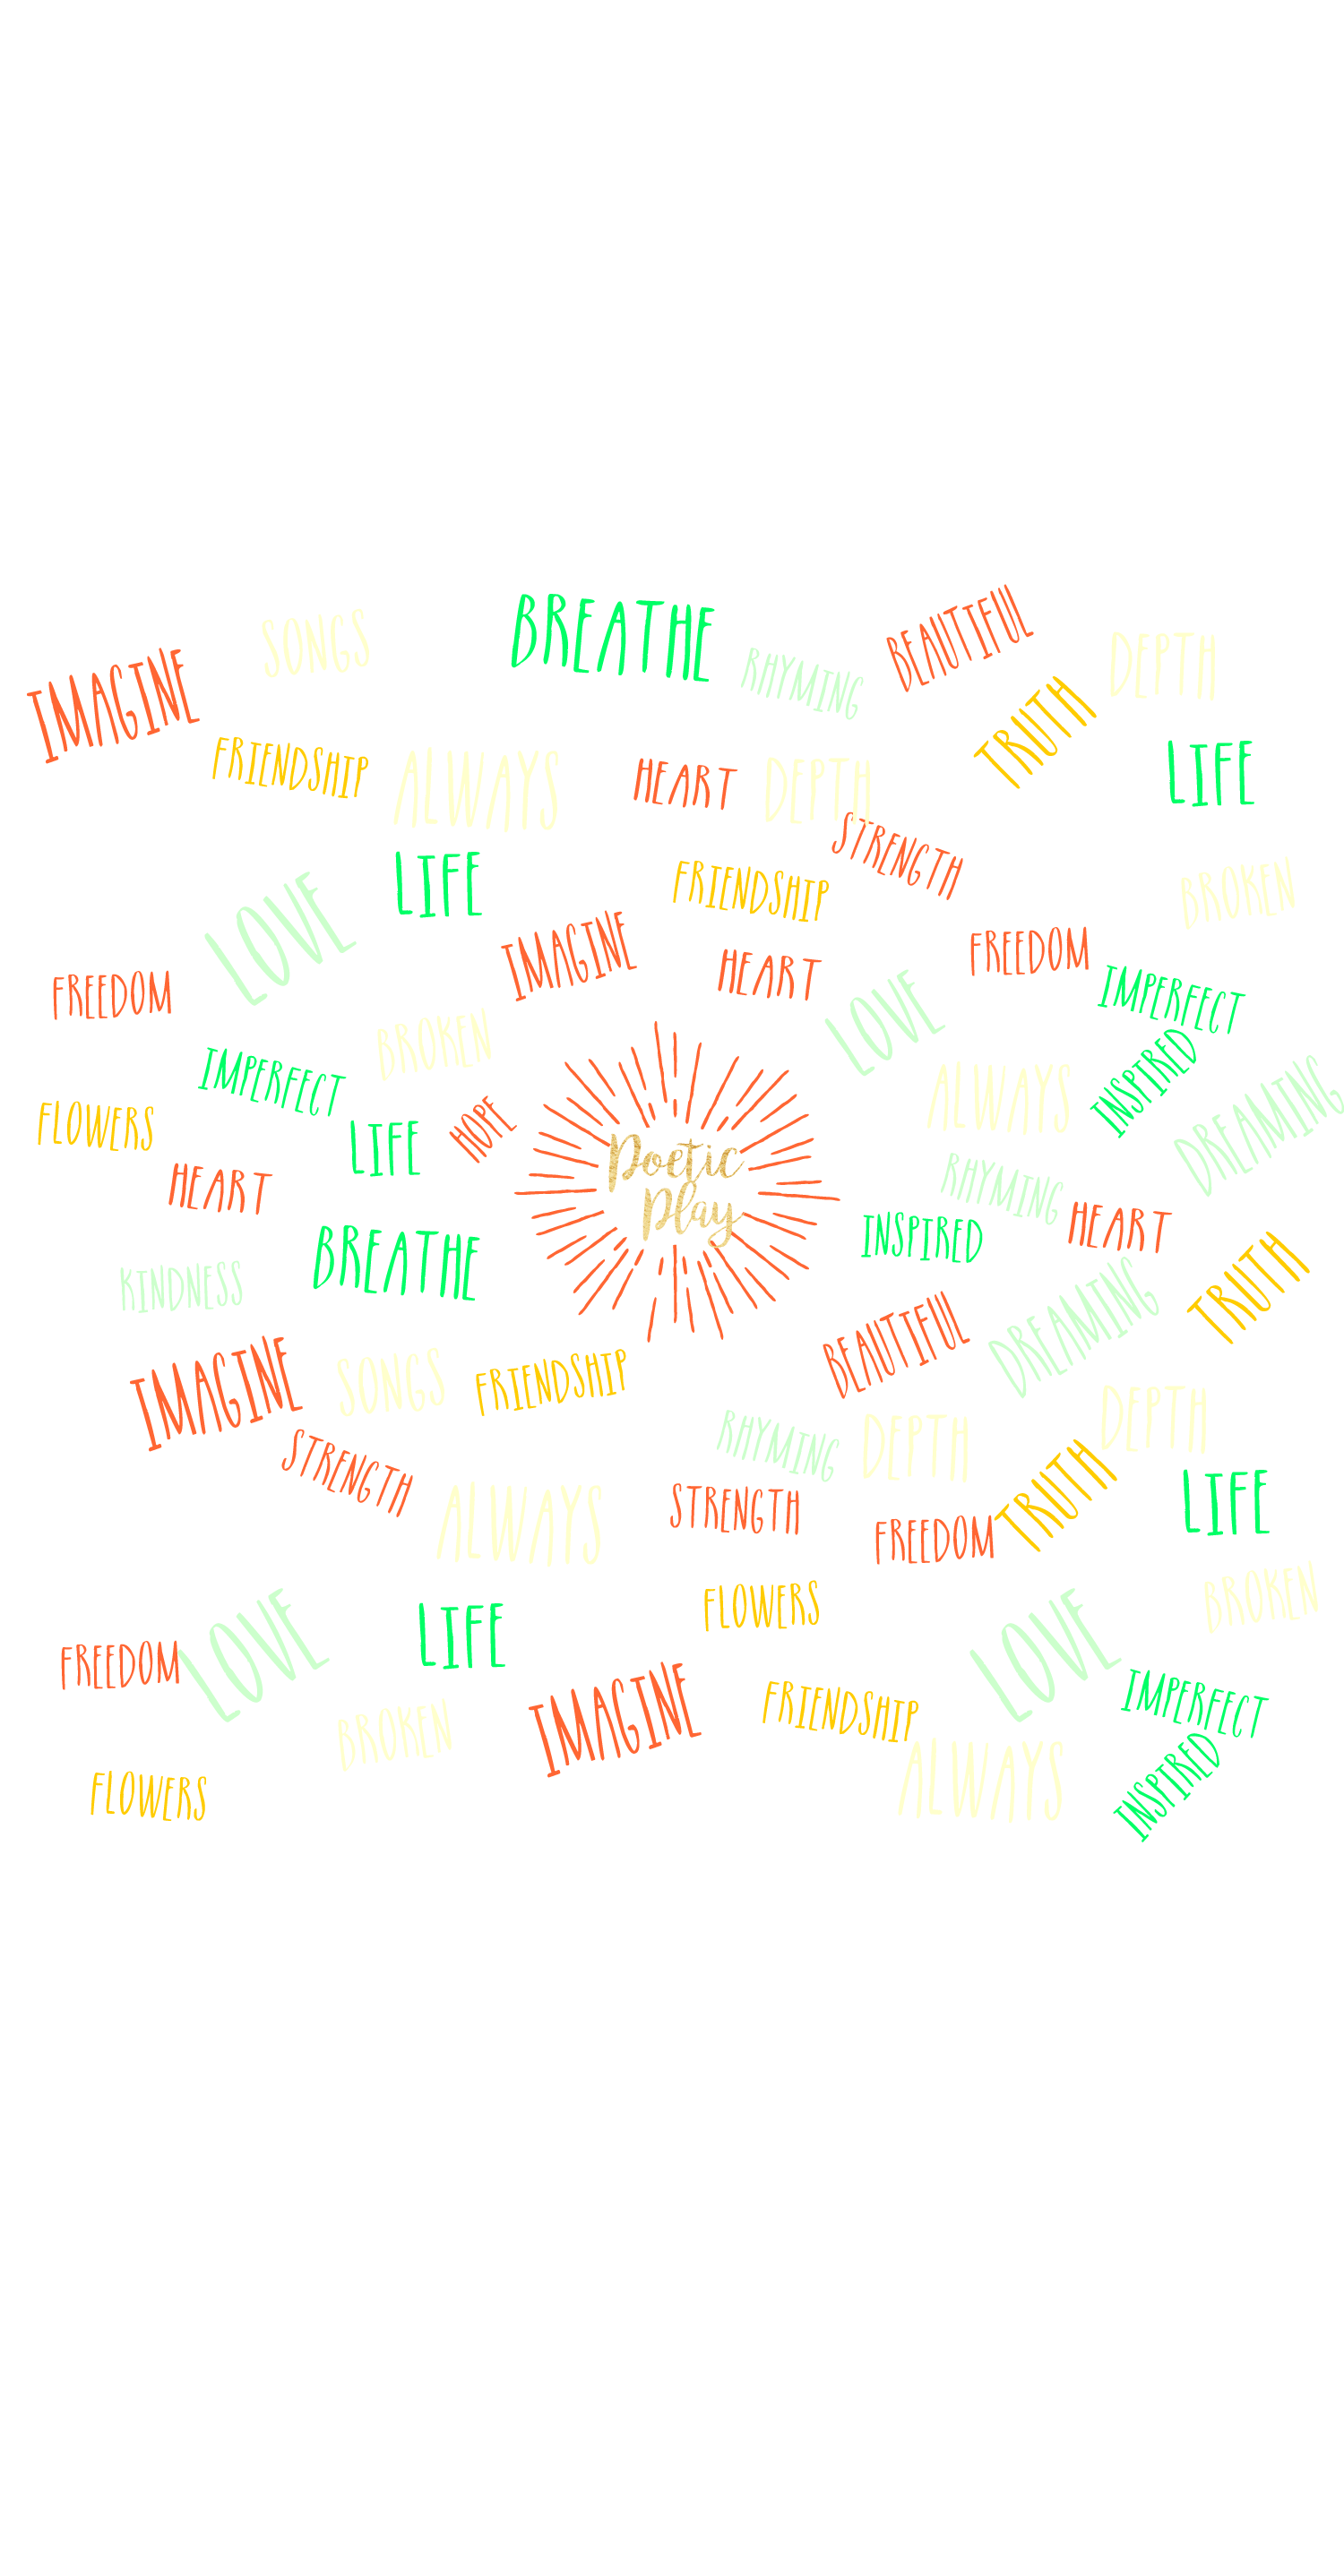 BREATHE
BEAUTIFUL
SONGS
DEPTH
IMAGINE
RHYMING
TRUTH
FRIENDSHIP
ALWAYS
HEART
DEPTH
LIFE
STRENGTH
LIFE
FRIENDSHIP
BROKEN
LOVE
IMAGINE
HEART
FREEDOM
FREEDOM
LOVE
IMPERFECT
BROKEN
IMPERFECT
ALWAYS
INSPIRED
DREAMING
FLOWERS
LIFE
HOPE
Poetic
Play
HEART
RHYMING
HEART
INSPIRED
BREATHE
KINDNESS
TRUTH
DREAMING
BEAUTIFUL
IMAGINE
SONGS
FRIENDSHIP
DEPTH
RHYMING
DEPTH
STRENGTH
TRUTH
LIFE
ALWAYS
STRENGTH
FREEDOM
FLOWERS
BROKEN
LOVE
LIFE
LOVE
FREEDOM
IMAGINE
FRIENDSHIP
IMPERFECT
BROKEN
ALWAYS
INSPIRED
FLOWERS